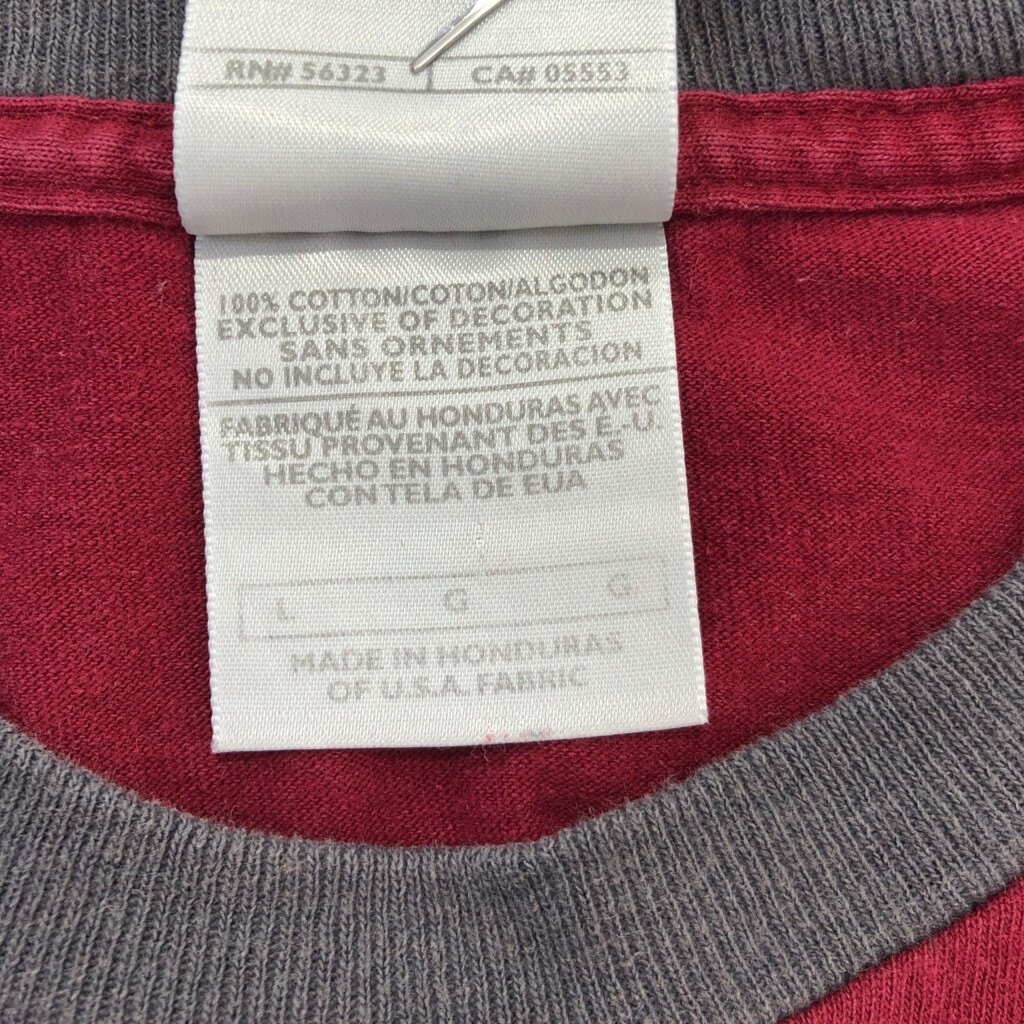 RN# 56323 | CA# 05553
100% COTTON/COTON/ALGODON
EXCLUSIVE OF DECORATION
SANS ORNEMENTS
NO INCLUYE LA DECORACION
FABRIQUÉ AU HONDURAS AVEC
TISSU PROVENANT DES É.-U.
HECHO EN HONDURAS
CON TELA DE EUA
L G G
MADE IN HONDURAS
OF U.S.A. FABRIC